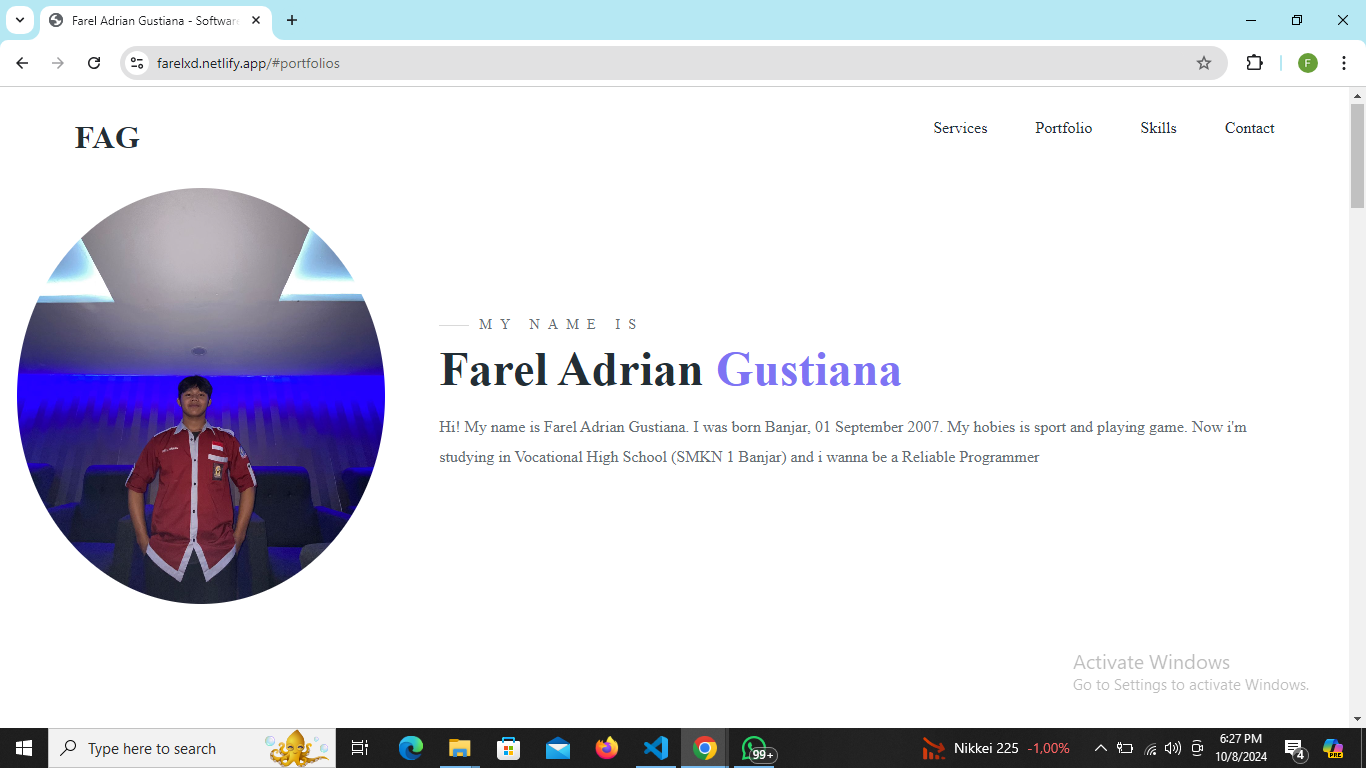 Farel Adrian Gustiana - Software
farelxd.netlify.app/#portfolios
F
FAG
Services Portfolio Skills Contact
MY NAME IS
Farel Adrian Gustiana
Hi! My name is Farel Adrian Gustiana. I was born Banjar, 01 September 2007. My hobies is sport and playing game. Now i'm
studying in Vocational High School (SMKN 1 Banjar) and i wanna be a Reliable Programmer
Activate Windows
Go to Settings to activate Windows.
Type here to search
99+
Nikkei 225 -1,00%
6:27 PM
10/8/2024
4
PRE